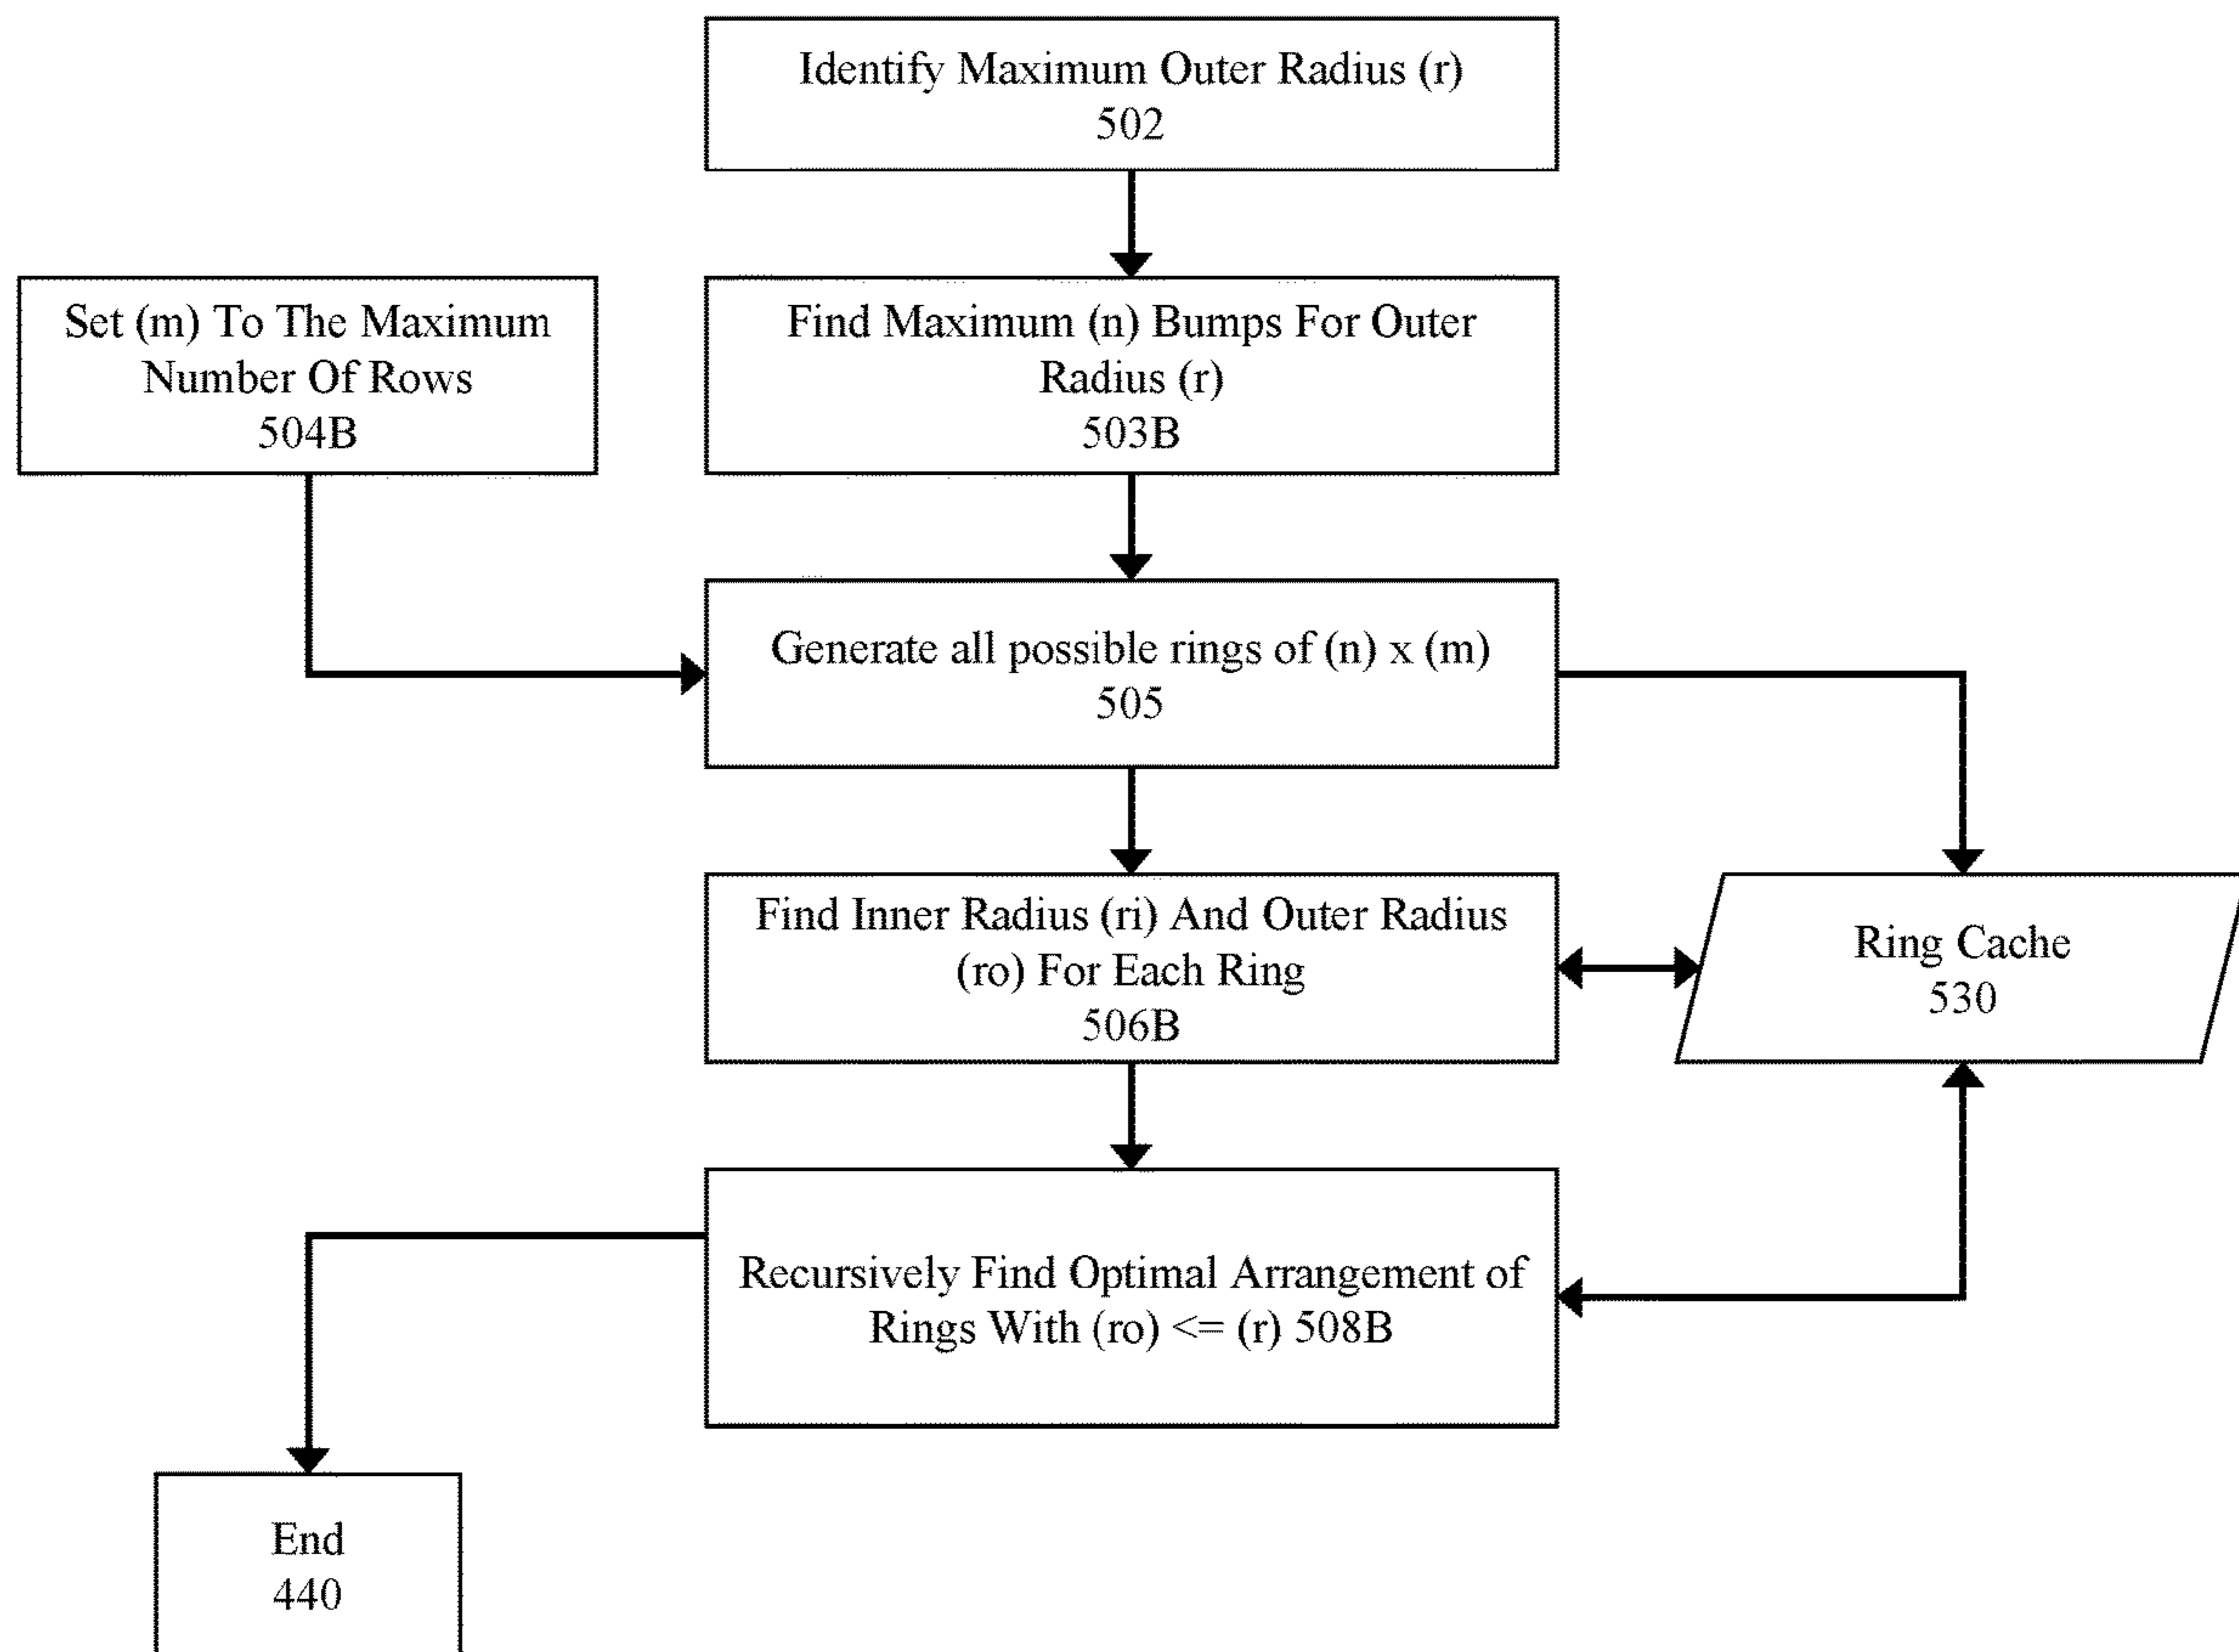 Identify Maximum Outer Radius (r)
502
Set (m) To The Maximum
Number Of Rows
504B
Find Maximum (n) Bumps For Outer
Radius (r)
503B
Generate all possible rings of (n) x (m)
505
Find Inner Radius (ri) And Outer Radius
(ro) For Each Ring
506B
Ring Cache
530
Recursively Find Optimal Arrangement of
Rings With (ro) <= (r) 508B
End
440